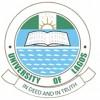 UNIVERSITY OF LAGOS
IN DEED AND IN TRUTH